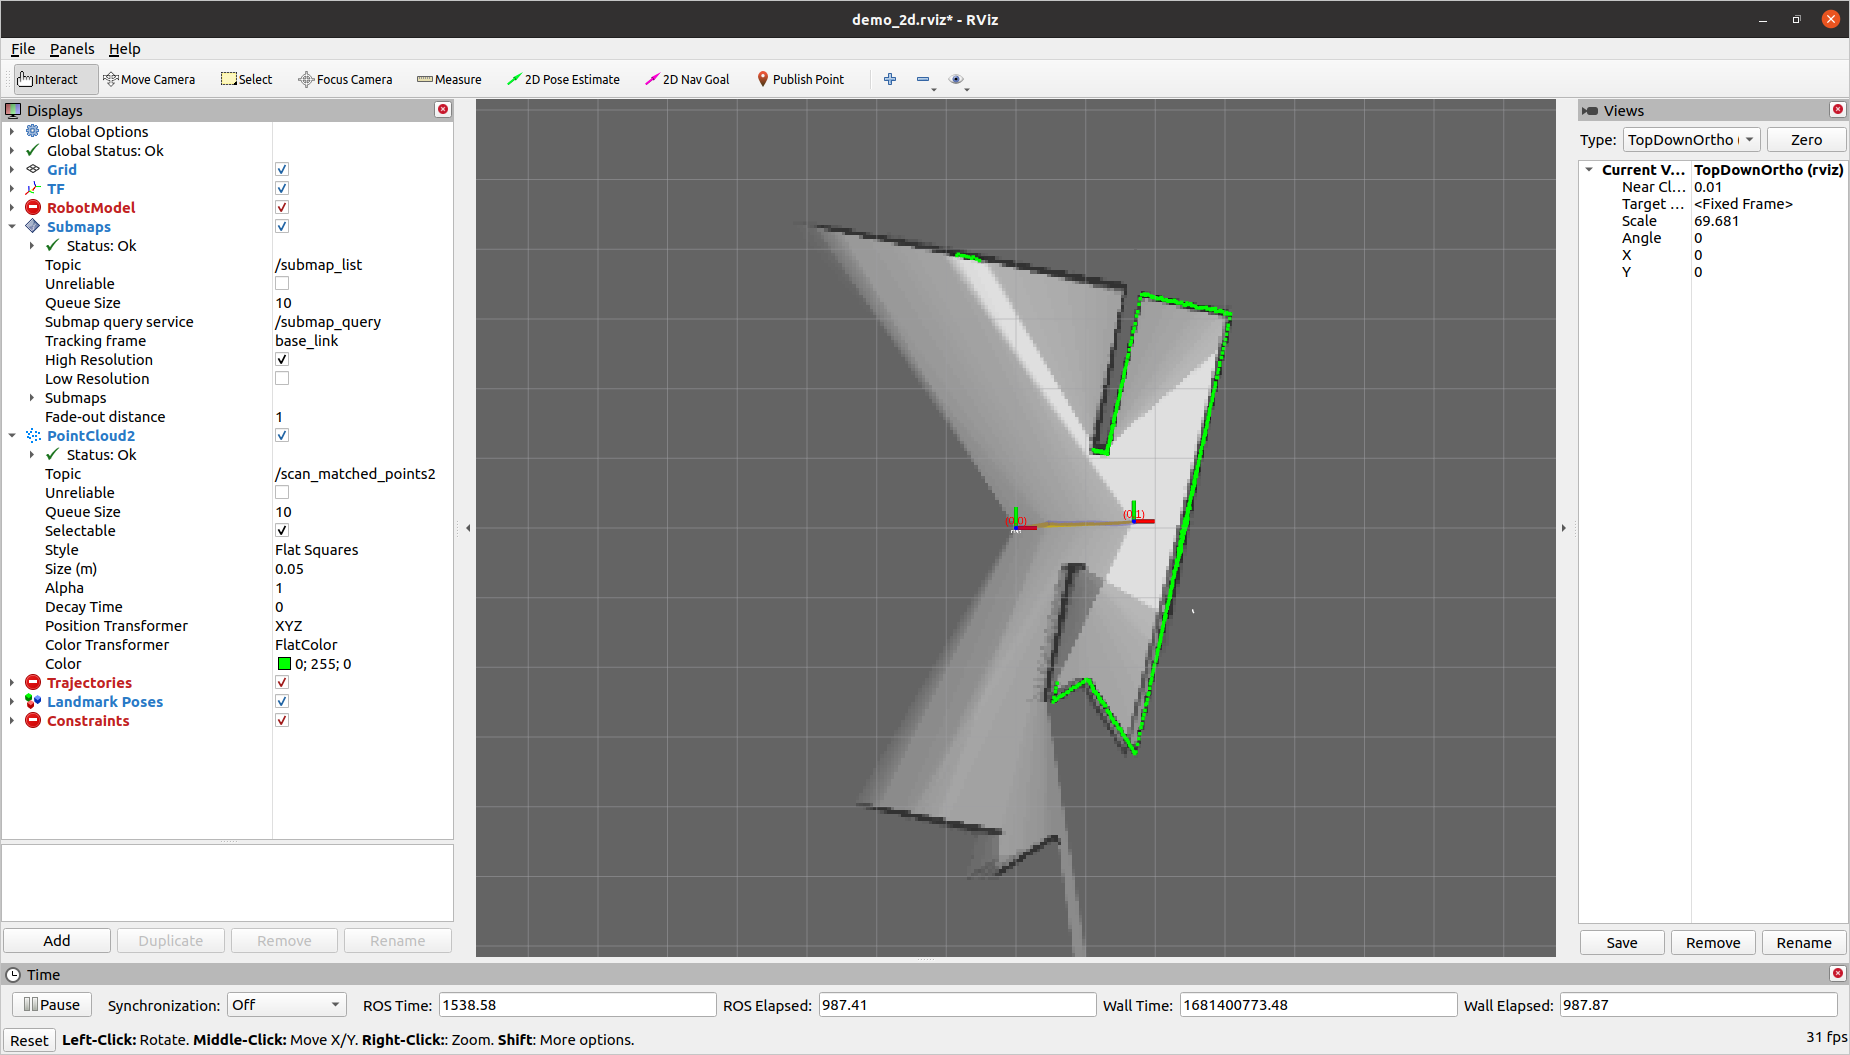 demo_2d.rviz* - RViz
File Panels Help
Interact Move Camera Select Focus Camera Measure 2D Pose Estimate 2D Nav Goal Publish Point
Displays
Global Options
Global Status: Ok
Grid
TF
RobotModel
Submaps
Status: Ok
Topic /submap_list
Unreliable
Queue Size 10
Submap query service /submap_query
Tracking frame base_link
High Resolution
Low Resolution
Submaps
Fade-out distance 1
PointCloud2
Status: Ok
Topic /scan_matched_points2
Unreliable
Queue Size 10
Selectable
Style Flat Squares
Size (m) 0.05
Alpha 1
Decay Time 0
Position Transformer XYZ
Color Transformer FlatColor
Color 0; 255; 0
Trajectories
Landmark Poses
Constraints
Add Duplicate Remove Rename
(0,0) (0,1)
Views
Type: TopDownOrtho ( Zero
Current V... TopDownOrtho (rviz)
Near Cl... 0.01
Target ... <Fixed Frame>
Scale 69.681
Angle 0
X 0
Y 0
Save Remove Rename
Time
Pause Synchronization: Off ROS Time: 1538.58 ROS Elapsed: 987.41 Wall Time: 1681400773.48 Wall Elapsed: 987.87
Reset Left-Click: Rotate. Middle-Click: Move X/Y. Right-Click:: Zoom. Shift: More options. 31 fps